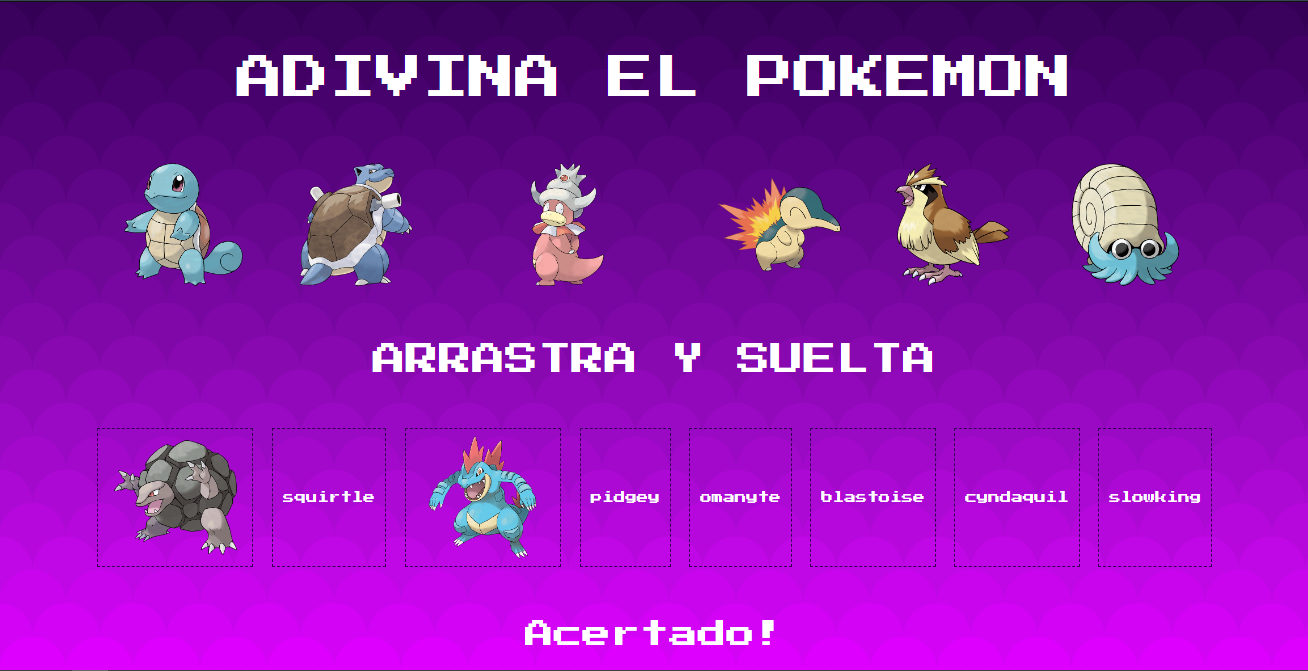 ADIVINA EL POKEMON
ARRASTRA Y SUELTA
squirtle
pidgey
omanyte
blastoise
cyndaquil
slowking
Acertado!